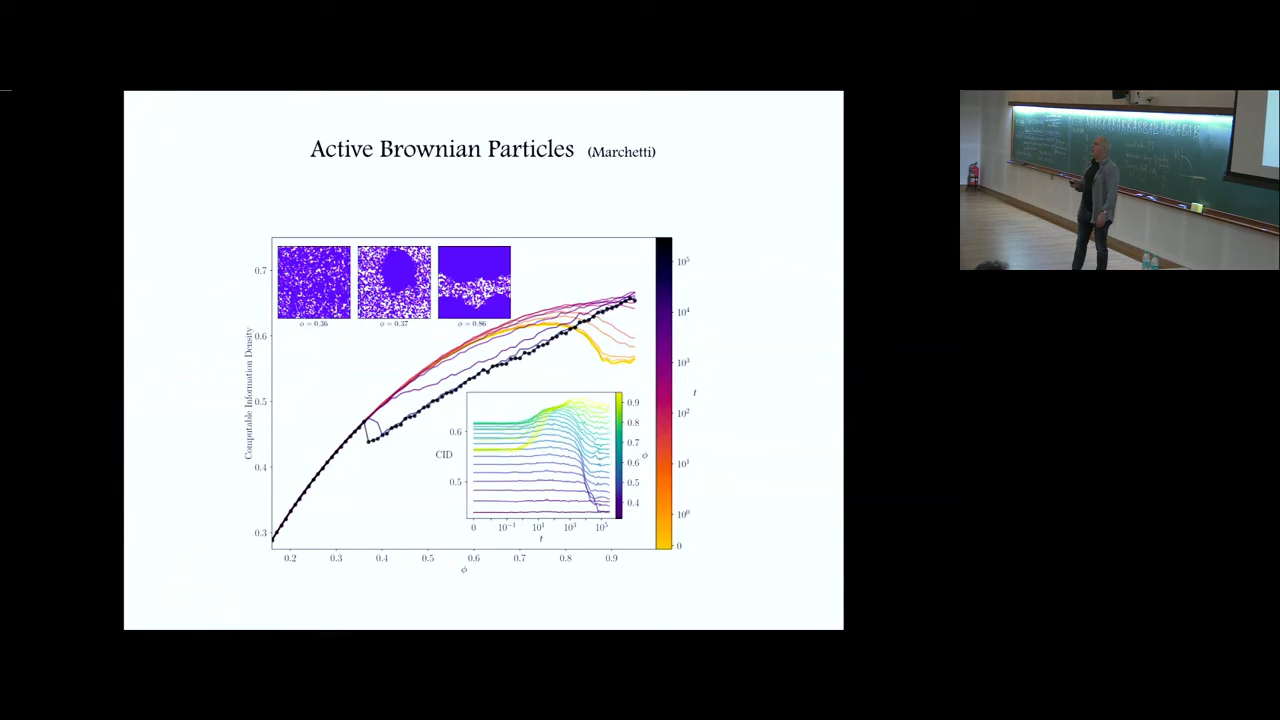 Active Brownian Particles (Marchetti)
Computable Information Density
0.7
0.6
0.5
0.4
0.3
ϕ = 0.36
ϕ = 0.37
ϕ = 0.86
0.2 0.3 0.4 0.5 0.6 0.7 0.8 0.9
ϕ
CID
0.6
0.5
0 10⁻¹ 10¹ 10³ 10⁵
t
0.9
0.8
0.7
0.6
0.5
0.4
ϕ
10⁵
10⁴
10³
10²
10¹
10⁰
0
t